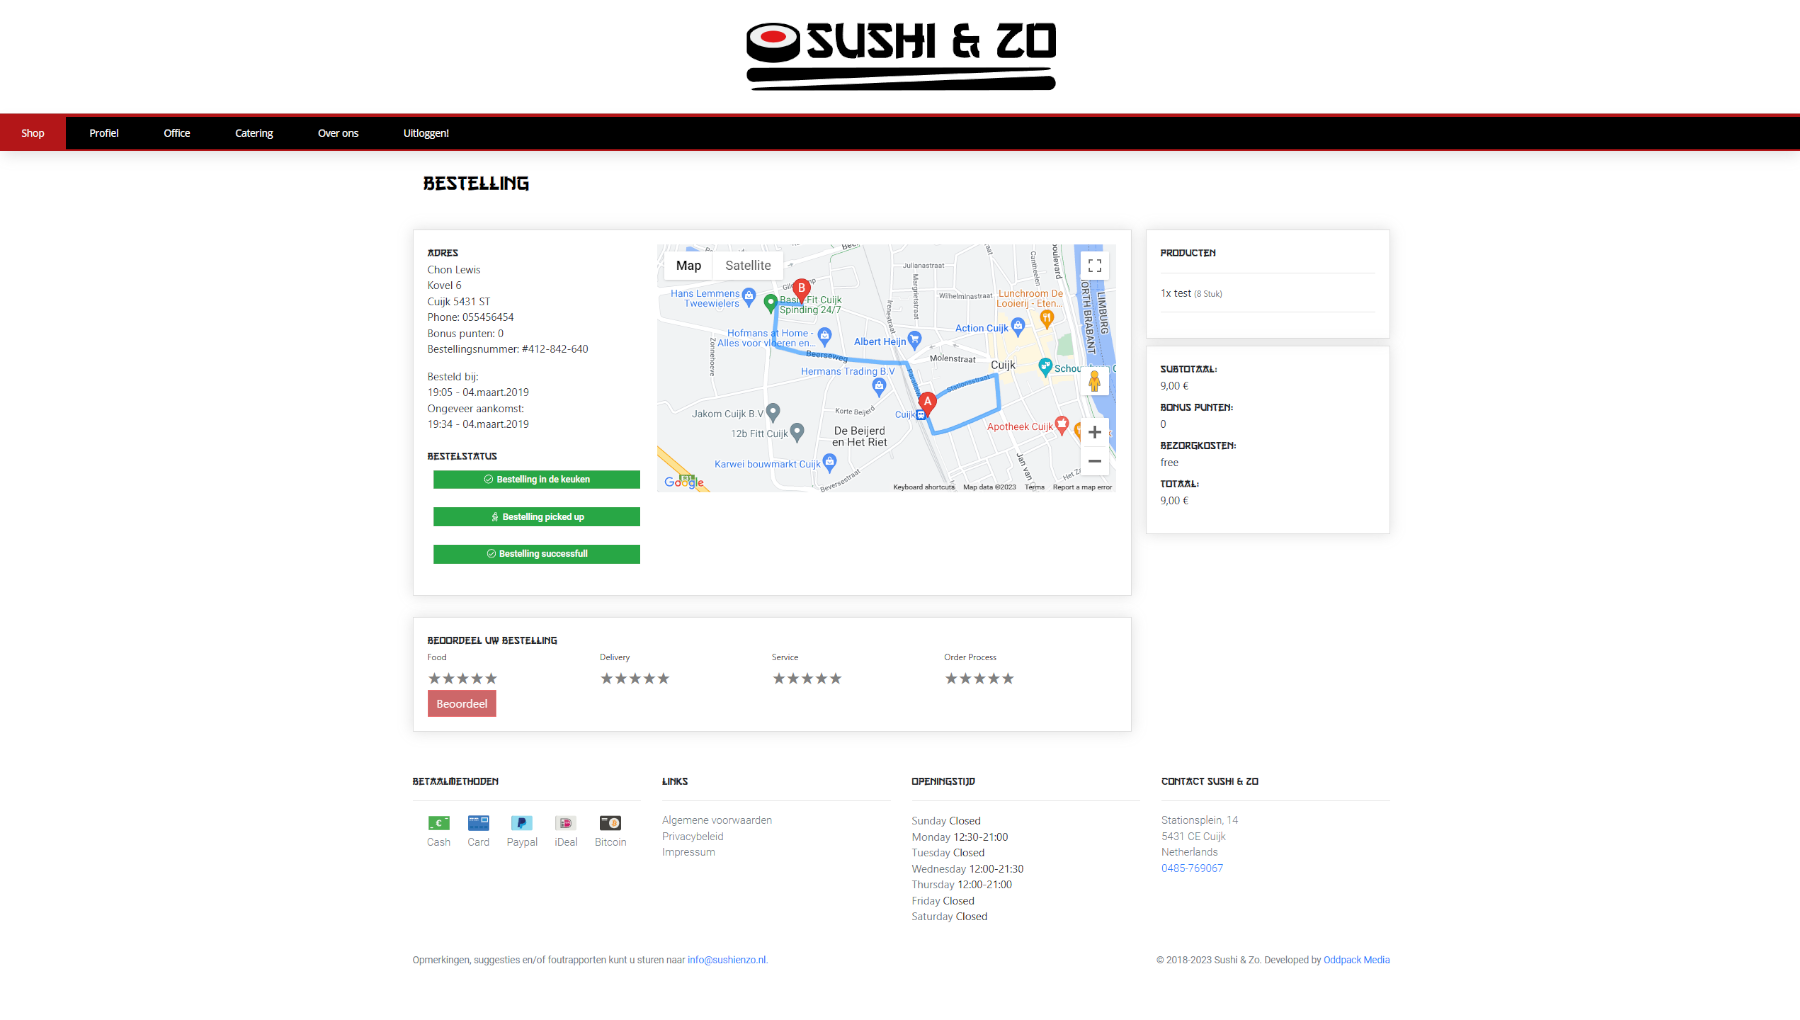 SUSHI & ZO
Shop
Profiel
Office
Catering
Over ons
Uitloggen!
BESTELLING
ADRES
Chon Lewis
Kovel 6
Cuijk 5431 ST
Phone: 055456454
Bonus punten: 0
Bestellingsnummer: #412-842-640
Besteld bij:
19:05 - 04.maart.2019
Ongeveer aankomst:
19:34 - 04.maart.2019
BESTELSTATUS
Bestelling in de keuken
Bestelling picked up
Bestelling successfull
Map
Satellite
Julianastraat
Hans Lemmens
Tweewielers
B
Basic-Fit Cuijk
Spinding 24/7
Wilhelminastraat
Margrietstraat
Lunchroom De
Looierij - Eten...
NORTH BRABANT
LIMBURG
Hofmans at Home -
Alles voor vloeren en...
Action Cuijk
Albert Heijn
Zonnehoeve
Beerseweg
Molenstraat
Cuijk
Hermans Trading B.V
Stationsstraat
A
Jakom Cuijk B.V
Korte Beijerd
Cuijk
12b Fitt Cuijk
De Beijerd
en Het Riet
Apotheek Cuijk
Karwei bouwmarkt Cuijk
Beversestraat
Jan van
Google
Keyboard shortcuts
Map data ©2023
Terms
Report a map error
PRODUCTEN
1x test (8 Stuk)
SUBTOTAAL:
9,00 €
BONUS PUNTEN:
0
BEZORGKOSTEN:
free
TOTAAL:
9,00 €
BEOORDEEL UW BESTELLING
Food
Delivery
Service
Order Process
Beoordeel
BETAALMETHODEN
Cash
Card
Paypal
iDeal
Bitcoin
LINKS
Algemene voorwaarden
Privacybeleid
Impressum
OPENINGSTIJD
Sunday Closed
Monday 12:30-21:00
Tuesday Closed
Wednesday 12:00-21:30
Thursday 12:00-21:00
Friday Closed
Saturday Closed
CONTACT SUSHI & ZO
Stationsplein, 14
5431 CE Cuijk
Netherlands
0485-769067
Opmerkingen, suggesties en/of foutrapporten kunt u sturen naar info@sushienzo.nl.
© 2018-2023 Sushi & Zo. Developed by Oddpack Media